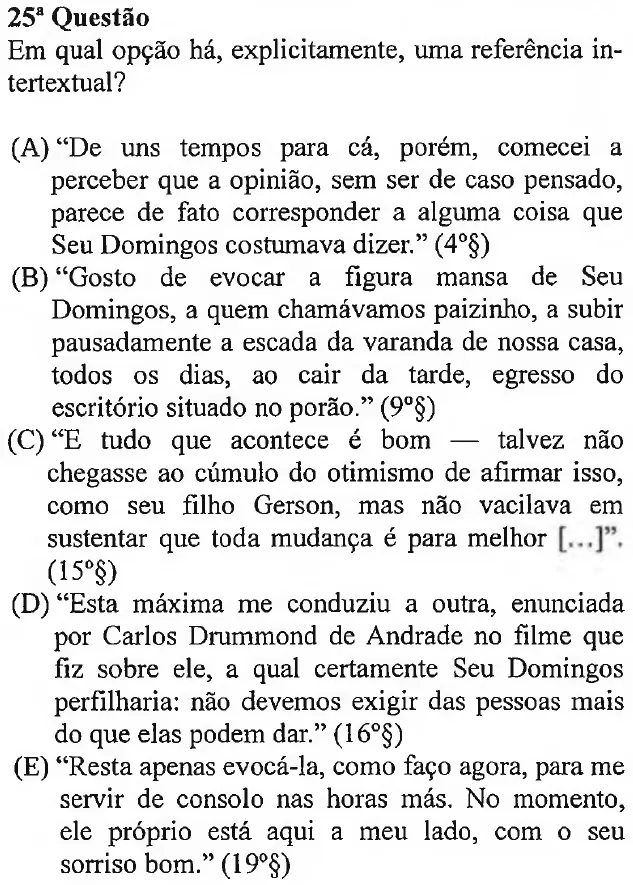 25ª Questão
Em qual opção há, explicitamente, uma referência in-
tertextual?
(A) “De uns tempos para cá, porém, comecei a
perceber que a opinião, sem ser de caso pensado,
parece de fato corresponder a alguma coisa que
Seu Domingos costumava dizer.” (4º§)
(B) “Gosto de evocar a figura mansa de Seu
Domingos, a quem chamávamos paizinho, a subir
pausadamente a escada da varanda de nossa casa,
todos os dias, ao cair da tarde, egresso do
escritório situado no porão.” (9º§)
(C) “E tudo que acontece é bom — talvez não
chegasse ao cúmulo do otimismo de afirmar isso,
como seu filho Gerson, mas não vacilava em
sustentar que toda mudança é para melhor [...]”.
(15º§)
(D) “Esta máxima me conduziu a outra, enunciada
por Carlos Drummond de Andrade no filme que
fiz sobre ele, a qual certamente Seu Domingos
perfilharia: não devemos exigir das pessoas mais
do que elas podem dar.” (16º§)
(E) “Resta apenas evocá-la, como faço agora, para me
servir de consolo nas horas más. No momento,
ele próprio está aqui a meu lado, com o seu
sorriso bom.” (19º§)